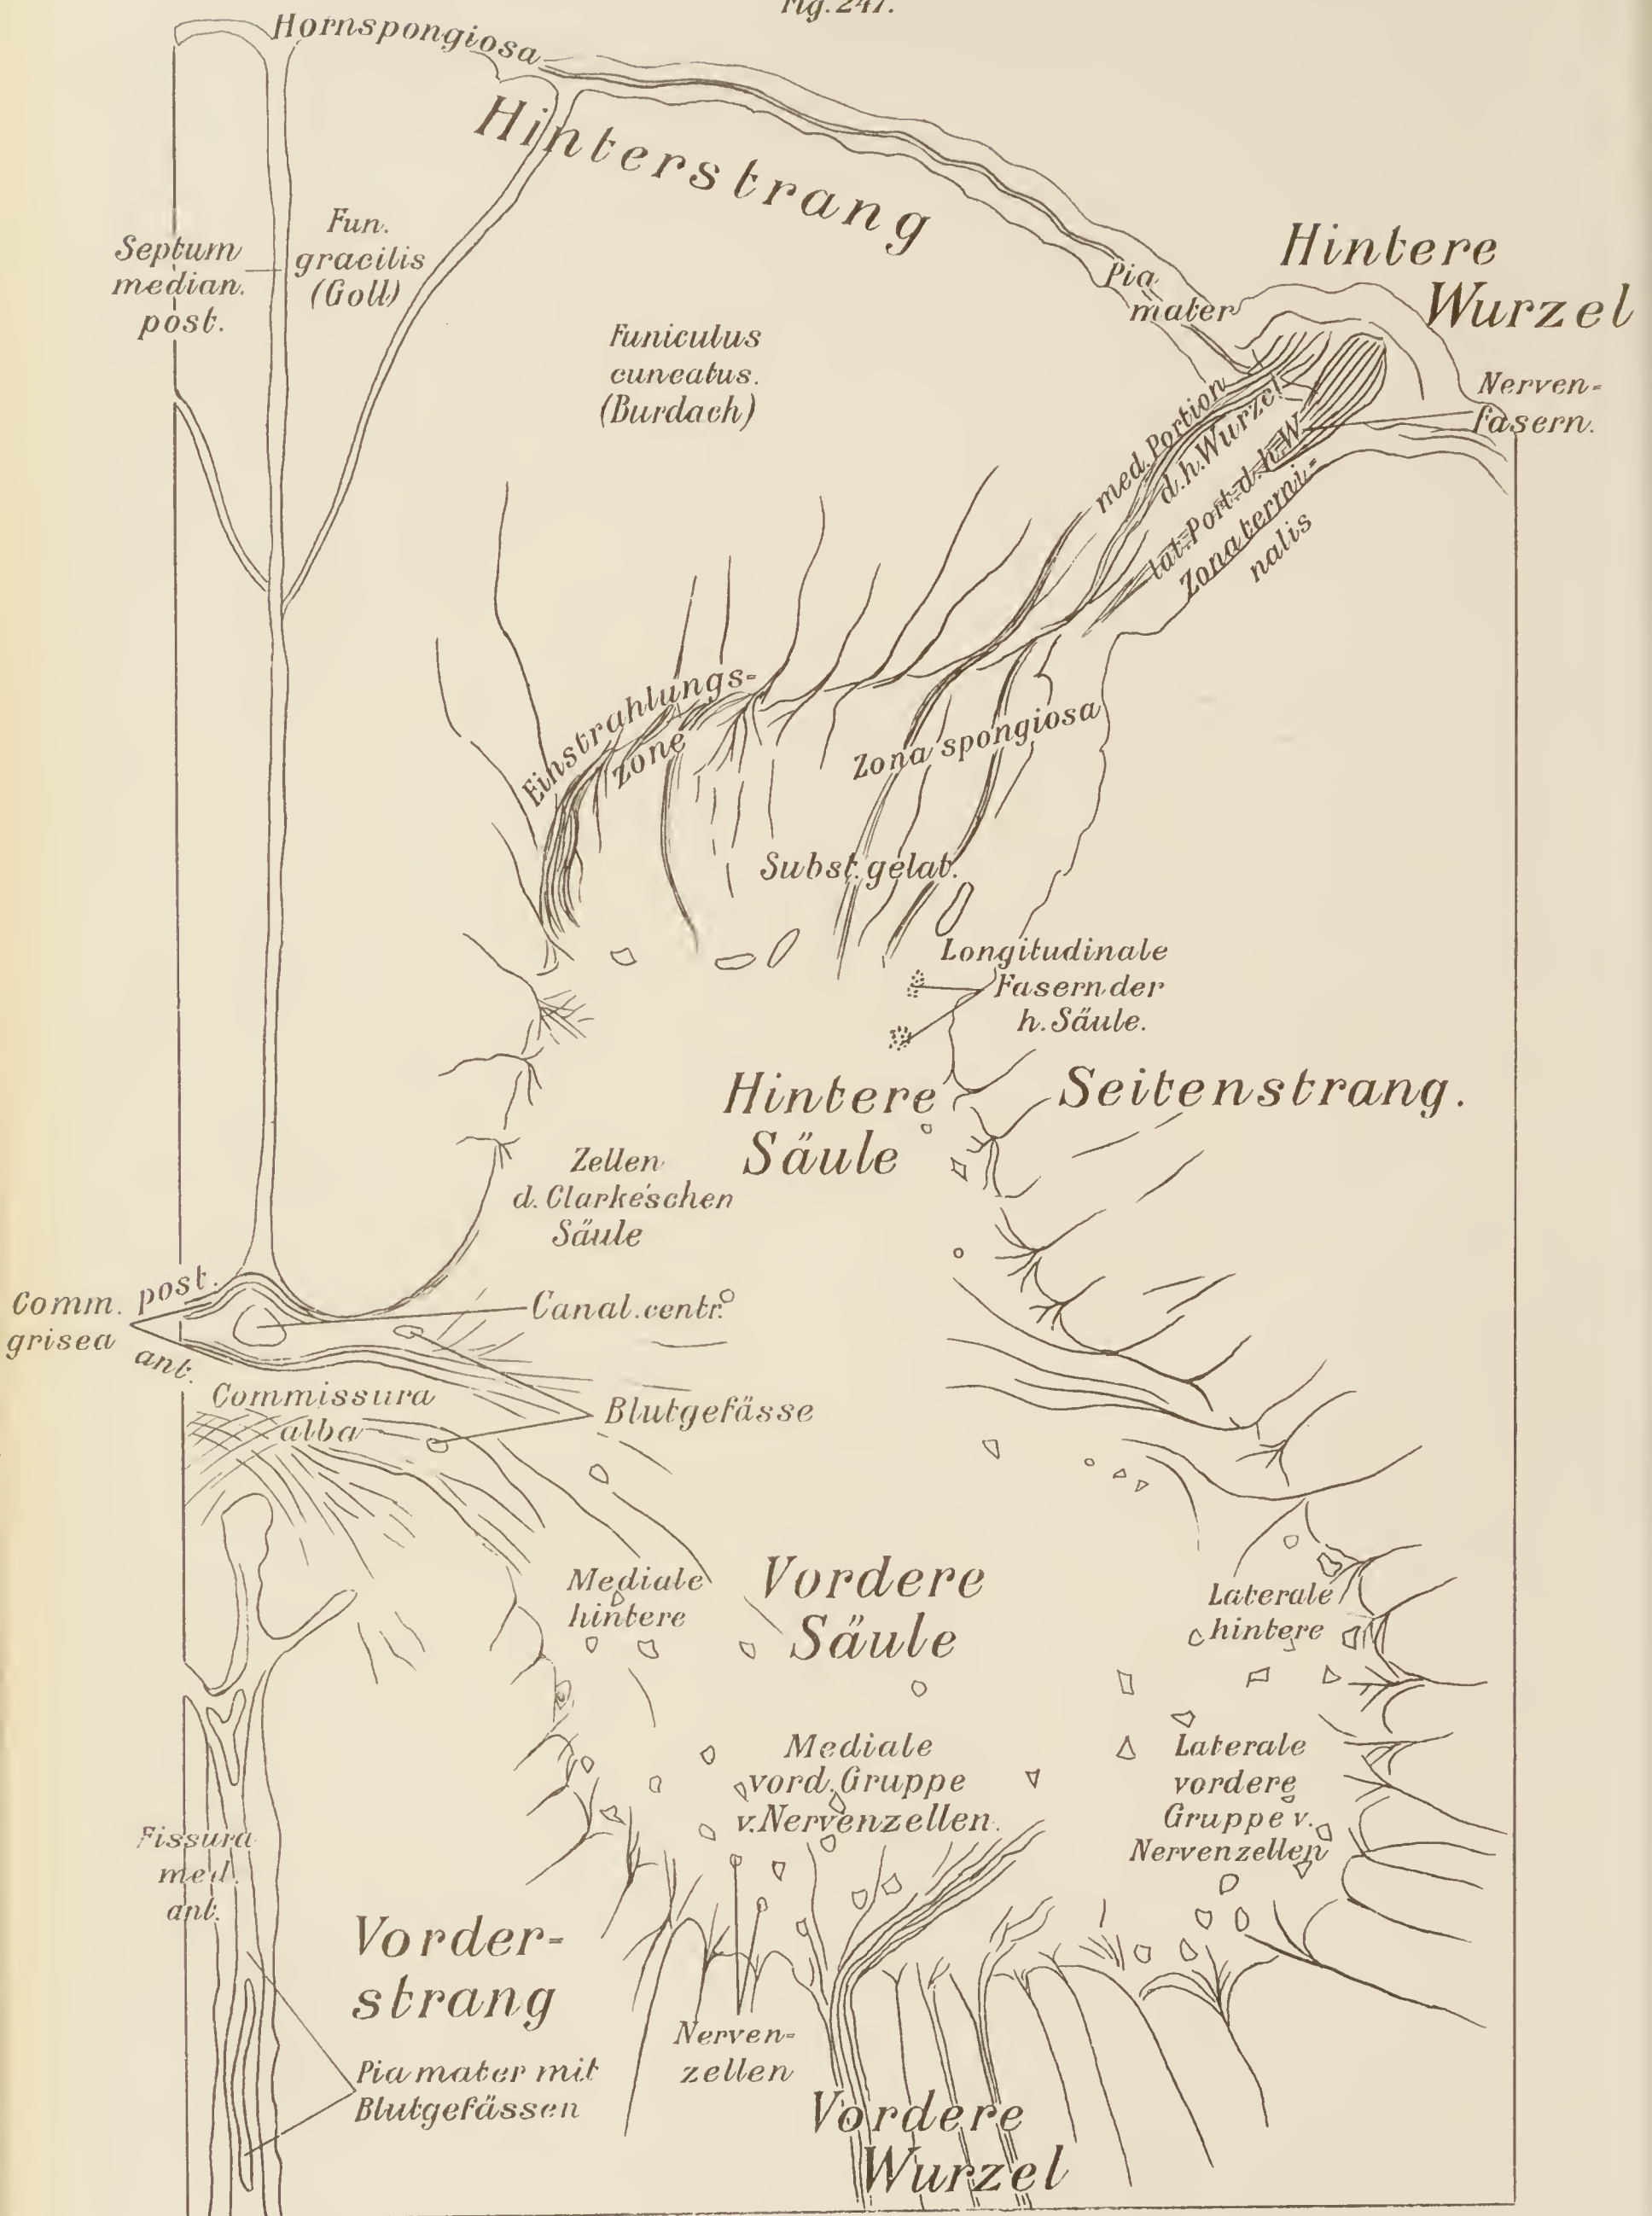 Fig. 247.
Hornspongiosa
Hinterstrang
Septum
median.
post.
Fun.
gracilis
(Goll)
Funiculus
cuneatus.
(Burdach)
Pia
mater
Hintere
Wurzel
Nerven-
fasern.
med. Portion
d. h. Wurzel
lat. Port. d. h. W.
Zona termi-
nalis
Einstrahlungs-
zone
Zona spongiosa
Subst. gelat.
Longitudinale
Fasern der
h. Säule.
Hintere
Säule
Seitenstrang.
Zellen
d. Clarke'schen
Säule
Comm.
grisea
post.
ant.
Canal. centr.
Commissura
alba
Blutgefässe
Mediale
hintere
Vordere
Säule
Laterale
hintere
Mediale
vord. Gruppe
v. Nervenzellen.
Laterale
vordere
Gruppe v.
Nervenzellen
Fissura
med.
ant.
Vorder-
strang
Pia mater mit
Blutgefässen
Nerven-
zellen
Vordere
Wurzel